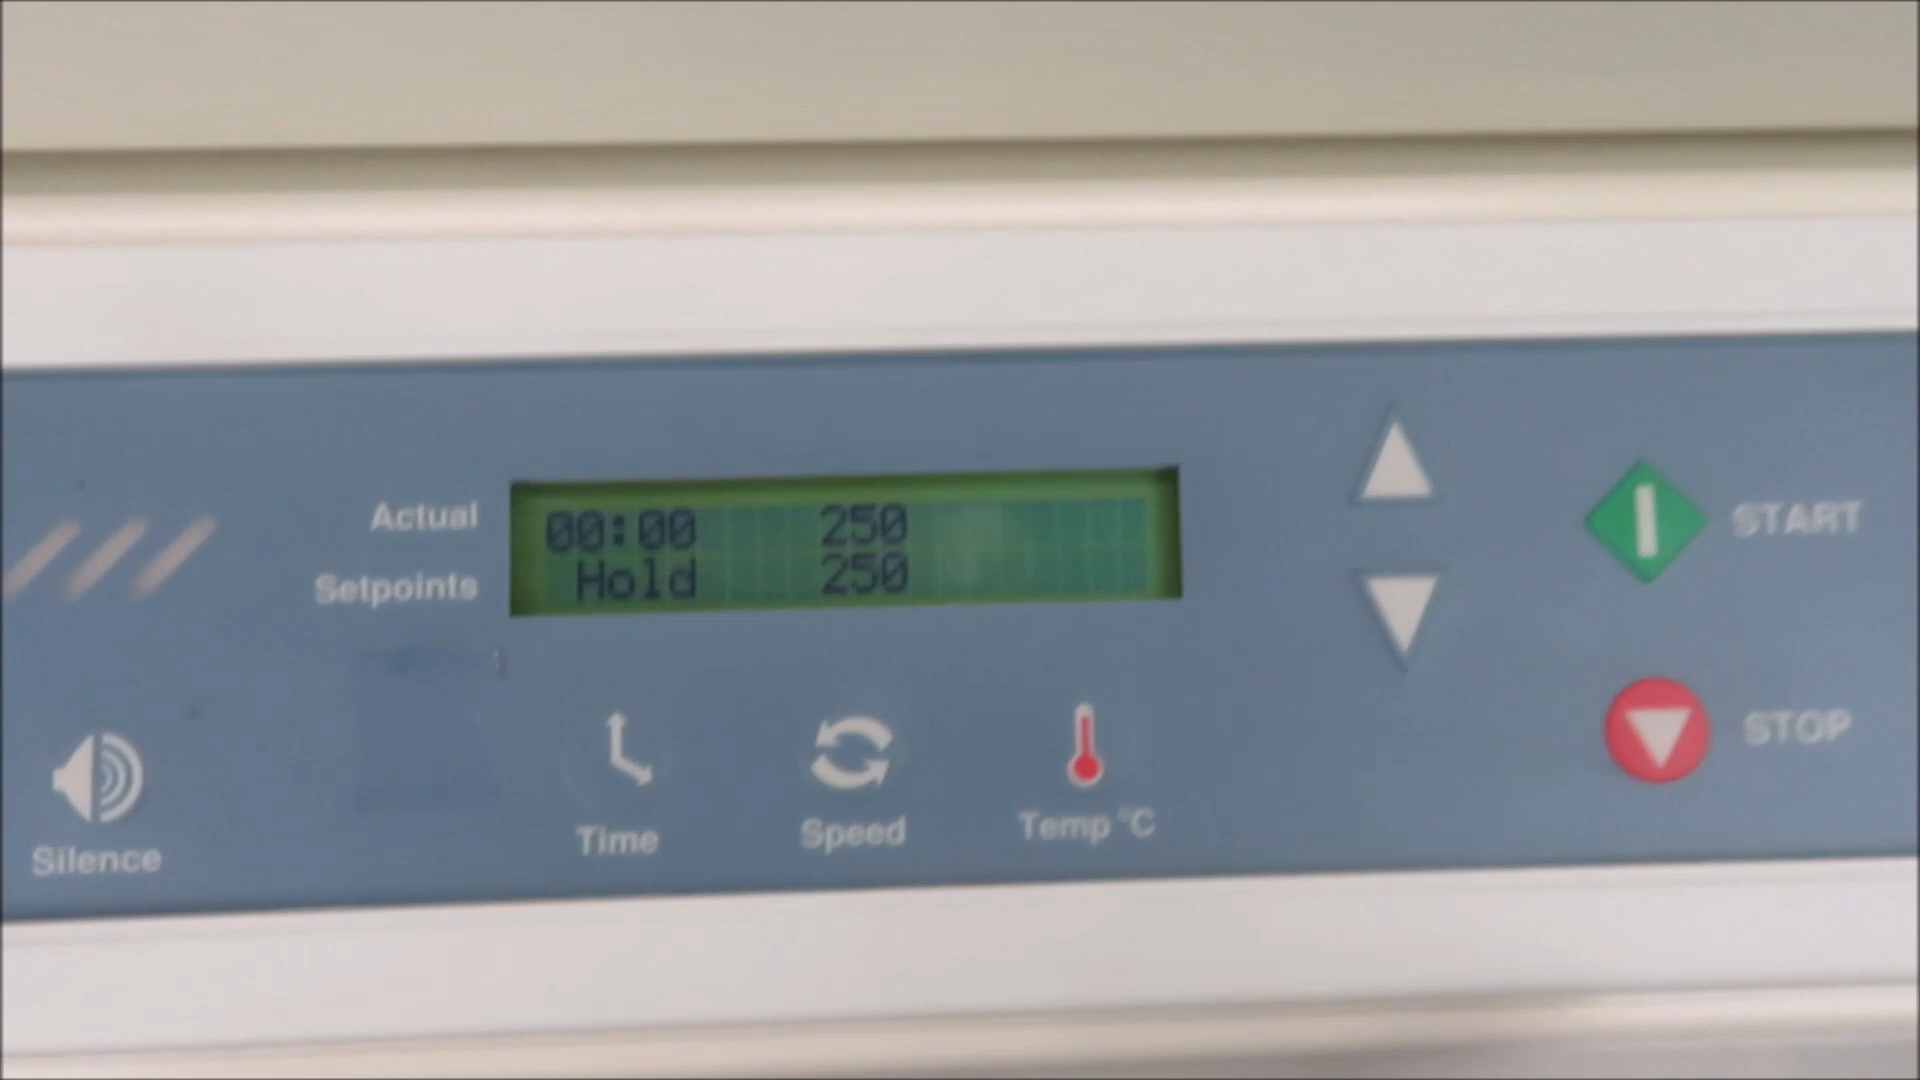 Actual 00:00 250
Setpoints Hold 250
START
STOP
Silence
Time
Speed
Temp °C